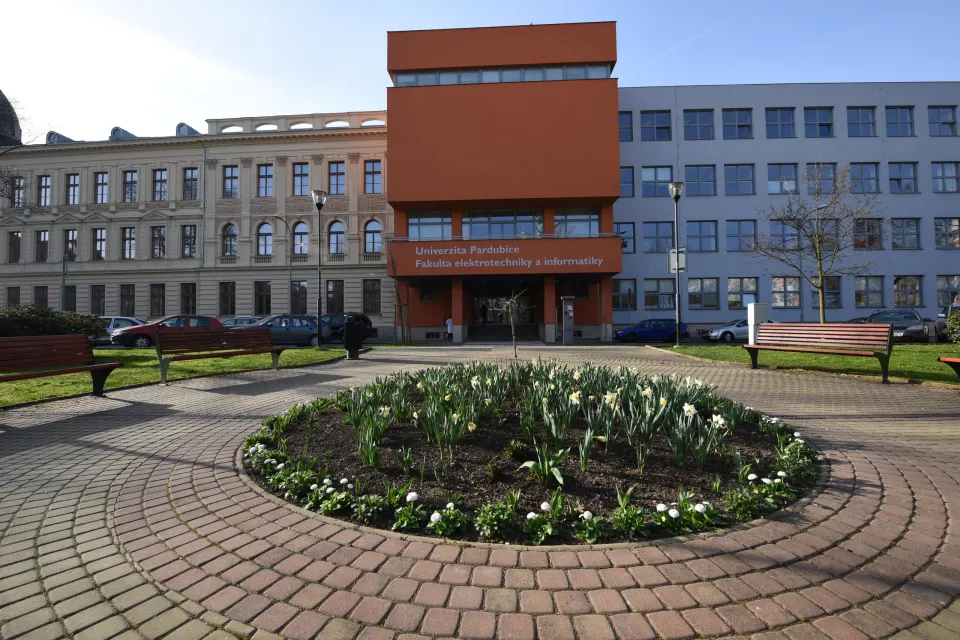 Univerzita Pardubice
Fakulta elektrotechniky a informatiky